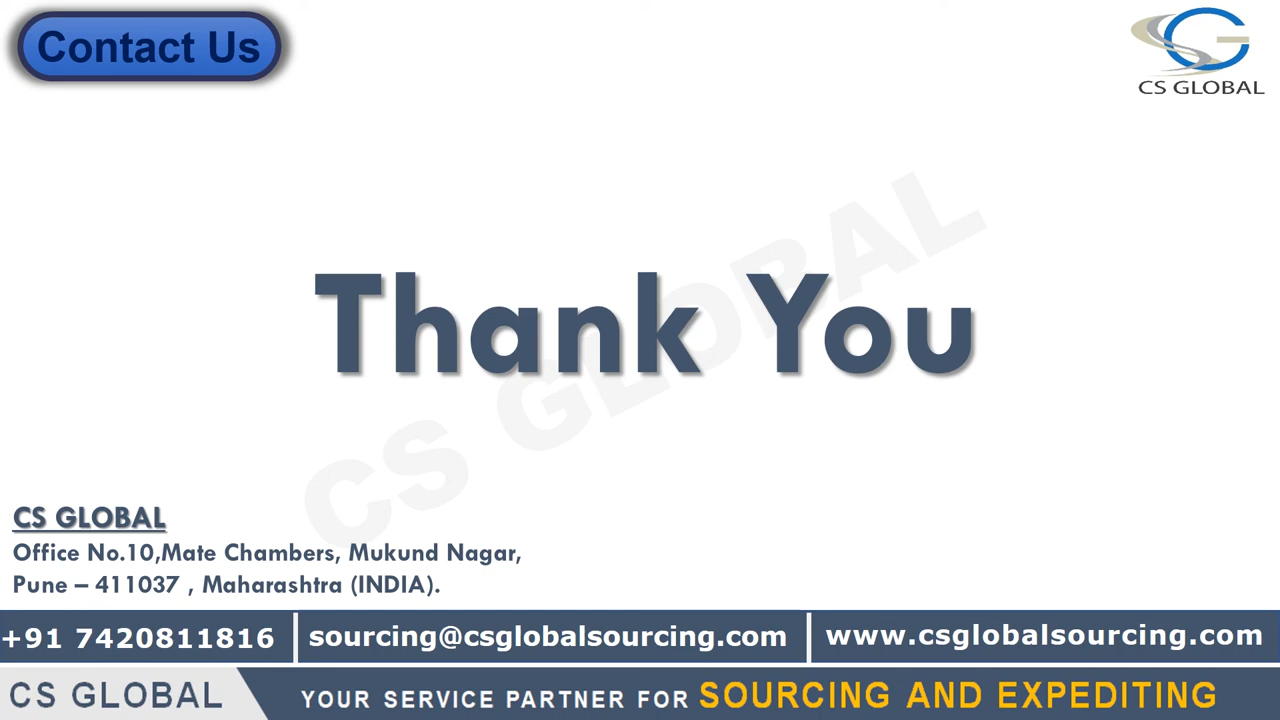 Contact Us
CS GLOBAL
CS GLOBAL
Thank You
CS GLOBAL
Office No.10,Mate Chambers, Mukund Nagar,
Pune – 411037 , Maharashtra (INDIA).
+91 7420811816
sourcing@csglobalsourcing.com
www.csglobalsourcing.com
CS GLOBAL
YOUR SERVICE PARTNER FOR SOURCING AND EXPEDITING